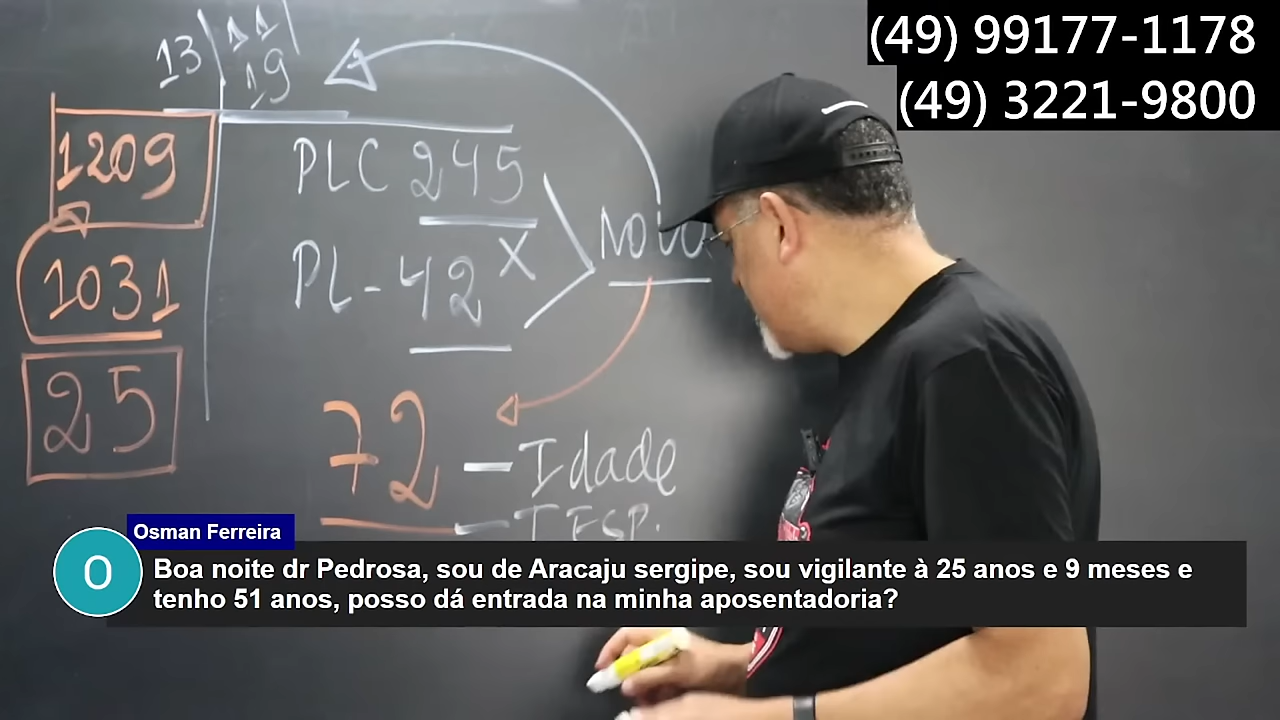 (49) 99177-1178
(49) 3221-9800
13
11
19
1209
1031
25
PLC 245
PL-42 X
NOVO
72 - Idade
- T ESP.
Osman Ferreira
O
Boa noite dr Pedrosa, sou de Aracaju sergipe, sou vigilante à 25 anos e 9 meses e
tenho 51 anos, posso dá entrada na minha aposentadoria?